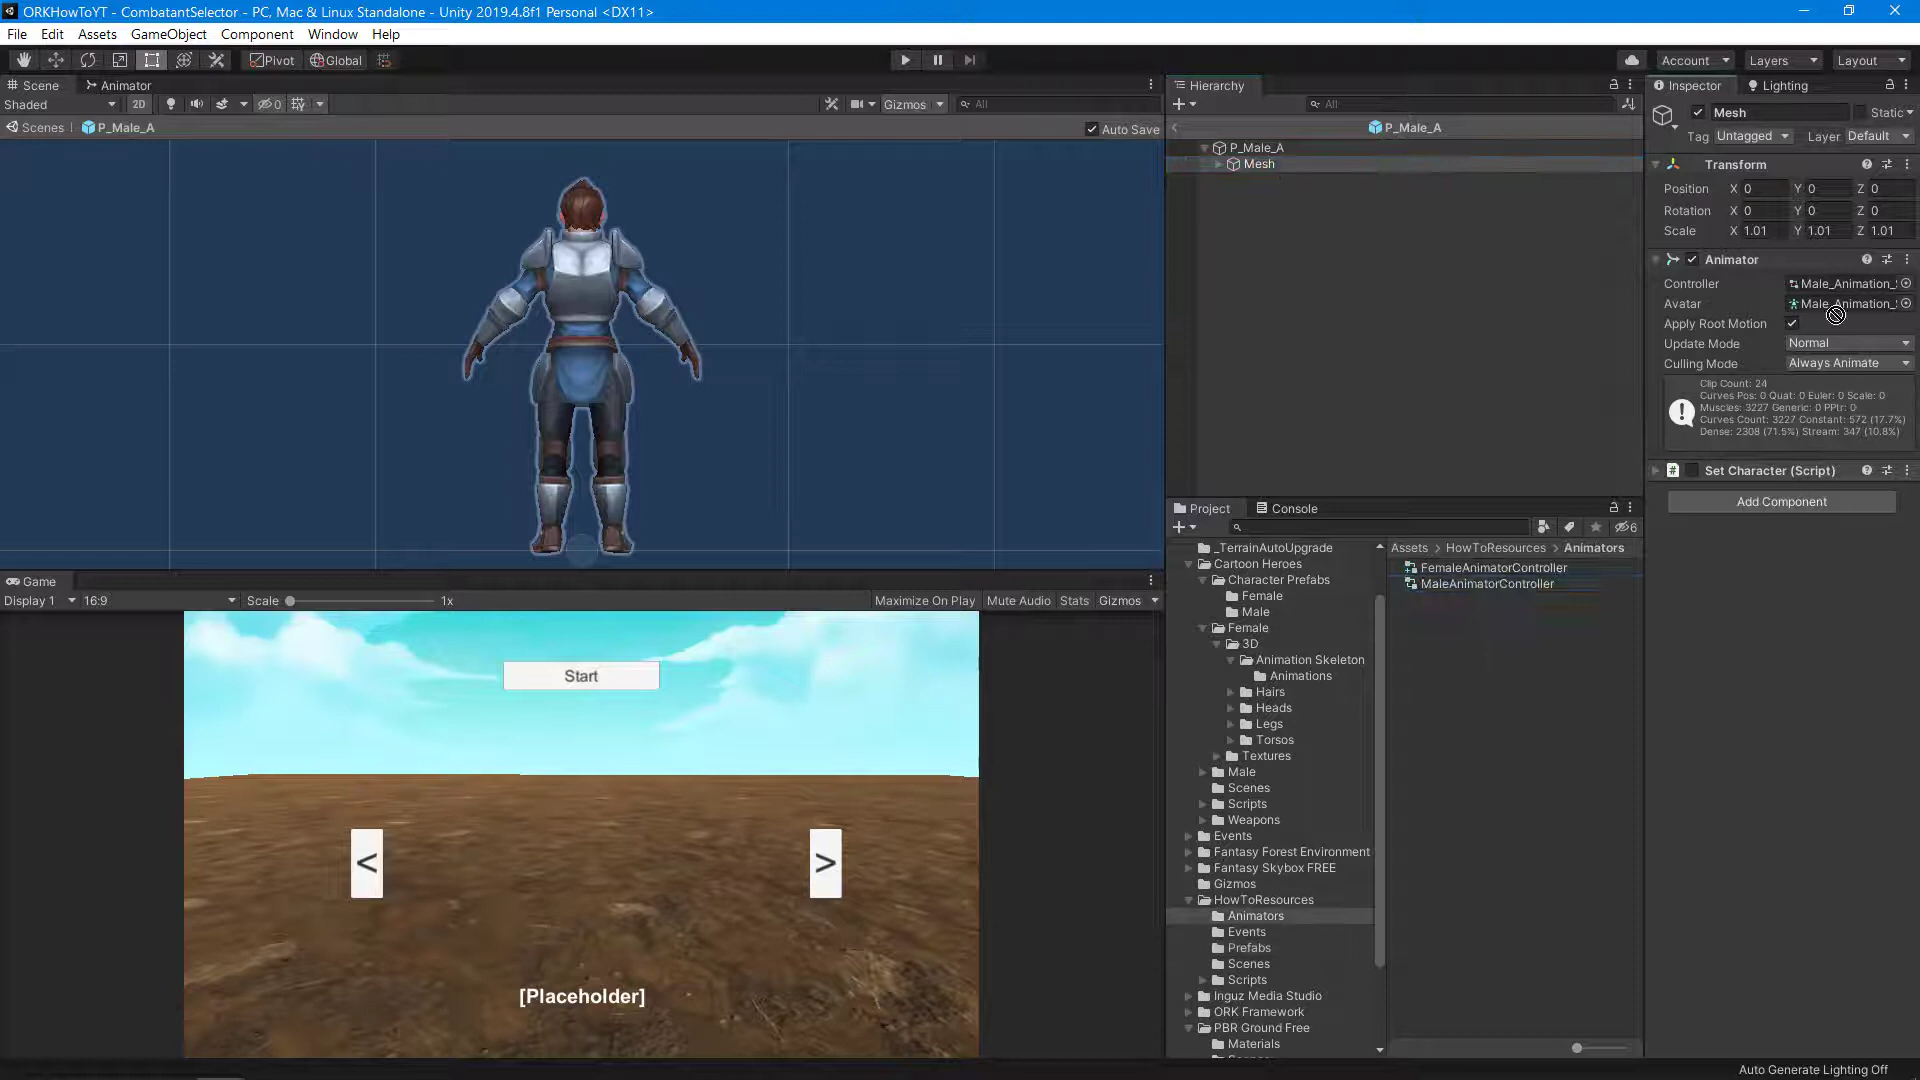 ORKHowToYT - CombatantSelector - PC, Mac & Linux Standalone - Unity 2019.4.8f1 Personal <DX11>
File Edit Assets GameObject Component Window Help
Pivot Global Account Layers Layout
Scene Animator
Shaded 2D 0 Gizmos All
Scenes P_Male_A Auto Save
Hierarchy
All
P_Male_A
P_Male_A
Mesh
Inspector Lighting
Mesh Static
Tag Untagged Layer Default
Transform
Position X 0 Y 0 Z 0
Rotation X 0 Y 0 Z 0
Scale X 1.01 Y 1.01 Z 1.01
Animator
Controller Male_Animation_
Avatar Male_Animation_
Apply Root Motion
Update Mode Normal
Culling Mode Always Animate
Clip Count: 24
Curves Pos: 0 Quat: 0 Euler: 0 Scale: 0
Muscles: 3227 Generic: 0 PPtr: 0
Curves Count: 3227 Constant: 572 (17.7%)
Dense: 2308 (71.5%) Stream: 347 (10.8%)
Set Character (Script)
Add Component
Game
Display 1 16:9 Scale 1x Maximize On Play Mute Audio Stats Gizmos
Start
<
>
[Placeholder]
Project Console
6
_TerrainAutoUpgrade
Cartoon Heroes
Character Prefabs
Female
Male
Female
3D
Animation Skeleton
Animations
Hairs
Heads
Legs
Torsos
Textures
Male
Scenes
Scripts
Weapons
Events
Fantasy Forest Environment
Fantasy Skybox FREE
Gizmos
HowToResources
Animators
Events
Prefabs
Scenes
Scripts
Inguz Media Studio
ORK Framework
PBR Ground Free
Materials
Assets > HowToResources > Animators
FemaleAnimatorController
MaleAnimatorController
Auto Generate Lighting Off